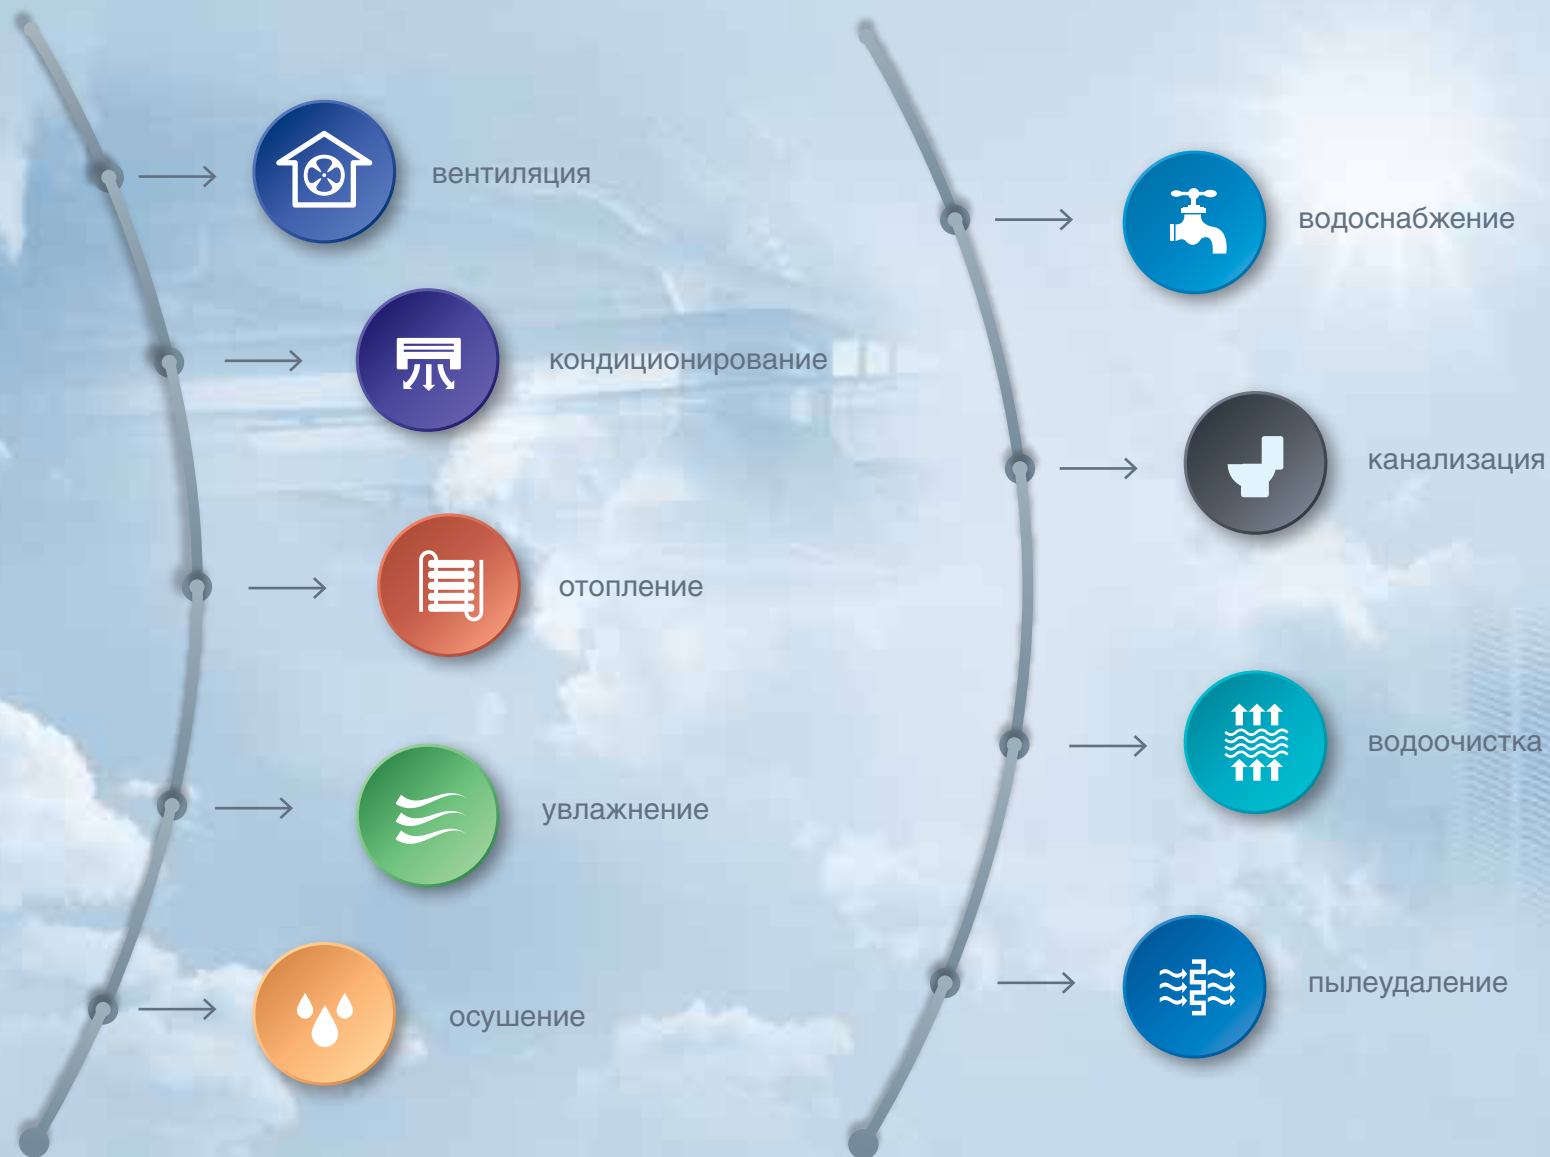 вентиляция
кондиционирование
отопление
увлажнение
осушение
водоснабжение
канализация
водоочистка
пылеудаление